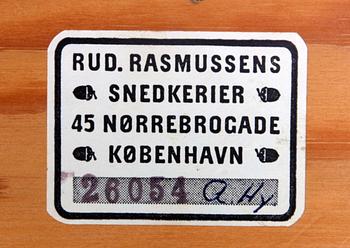 RUD. RASMUSSENS
SNEDKERIER
45 NØRREBROGADE
KØBENHAVN
26054